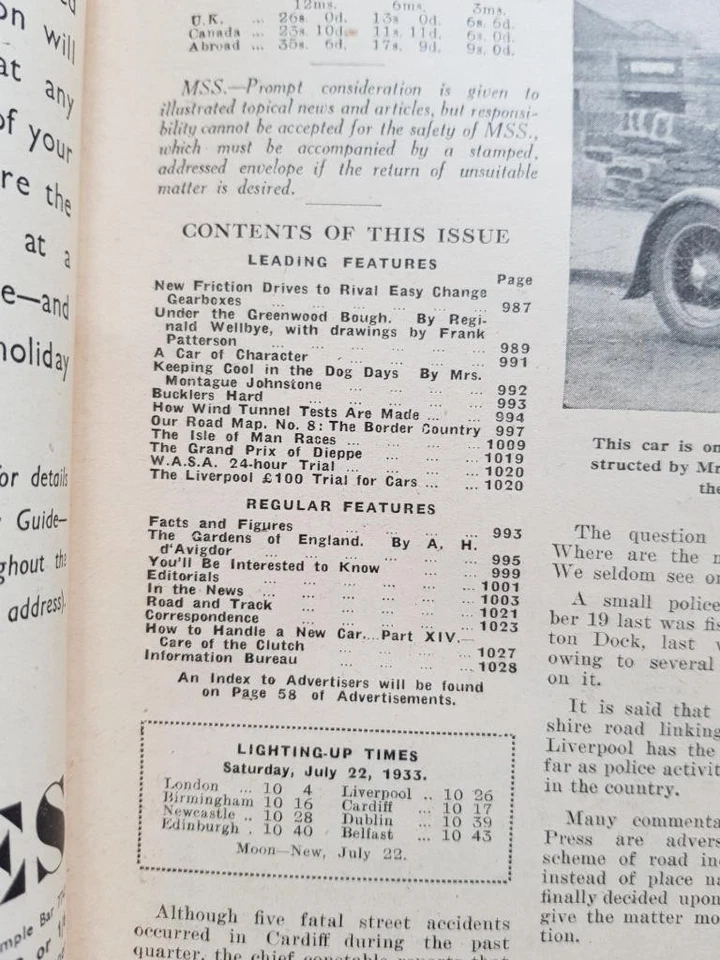 on will
at any
of your
re the
at a
e—and
holiday
or details
Guide—
ghout the
address).
ES
12ms. 6ms. 3ms.
U.K. ... 26s. 0d. 13s. 0d. 6s. 6d.
Canada ... 23s. 10d. 11s. 11d. 6s. 0d.
Abroad ... 35s. 6d. 17s. 9d. 9s. 0d.
MSS.—Prompt consideration is given to
illustrated topical news and articles, but responsi-
bility cannot be accepted for the safety of MSS.,
which must be accompanied by a stamped,
addressed envelope if the return of unsuitable
matter is desired.
CONTENTS OF THIS ISSUE
LEADING FEATURES
Page
New Friction Drives to Rival Easy Change
Gearboxes ... ... ... ... ... ... 987
Under the Greenwood Bough. By Regi-
nald Wellbye, with drawings by Frank
Patterson ... ... ... ... ... ... 989
A Car of Character ... ... ... ... 991
Keeping Cool in the Dog Days By Mrs.
Montague Johnstone ... ... ... ... 992
Bucklers Hard ... ... ... ... ... 993
How Wind Tunnel Tests Are Made ... ... 994
Our Road Map. No. 8: The Border Country 997
The Isle of Man Races ... ... ... ... 1009
The Grand Prix of Dieppe ... ... ... 1019
W.A.S.A. 24-hour Trial ... ... ... ... 1020
The Liverpool £100 Trial for Cars ... ... 1020
REGULAR FEATURES
Facts and Figures ... ... ... ... 993
The Gardens of England. By A. H.
d'Avigdor ... ... ... ... ... 995
You'll Be Interested to Know ... ... 999
Editorials ... ... ... ... ... 1001
In the News ... ... ... ... ... 1003
Road and Track ... ... ... ... 1021
Correspondence ... ... ... ... 1023
How to Handle a New Car...Part XIV.—
Care of the Clutch ... ... ... ... 1027
Information Bureau ... ... ... ... 1028
An Index to Advertisers will be found
on Page 58 of Advertisements.
LIGHTING-UP TIMES
Saturday, July 22, 1933.
London ... 10 4 Liverpool .. 10 26
Birmingham 10 16 Cardiff ... 10 17
Newcastle .. 10 28 Dublin ... 10 39
Edinburgh . 10 40 Belfast ... 10 43
Moon—New, July 22.
Although five fatal street accidents
occurred in Cardiff during the past
quarter, the chief constable reports that
This car is on
structed by Mr
the
The question
Where are the
We seldom see on
A small police
ber 19 last was fis
ton Dock, last
owing to several
on it.
It is said that
shire road linking
Liverpool has the
far as police activit
in the country.
Many commenta
Press are advers
scheme of road in
instead of place na
finally decided upon
give the matter mo
tion.